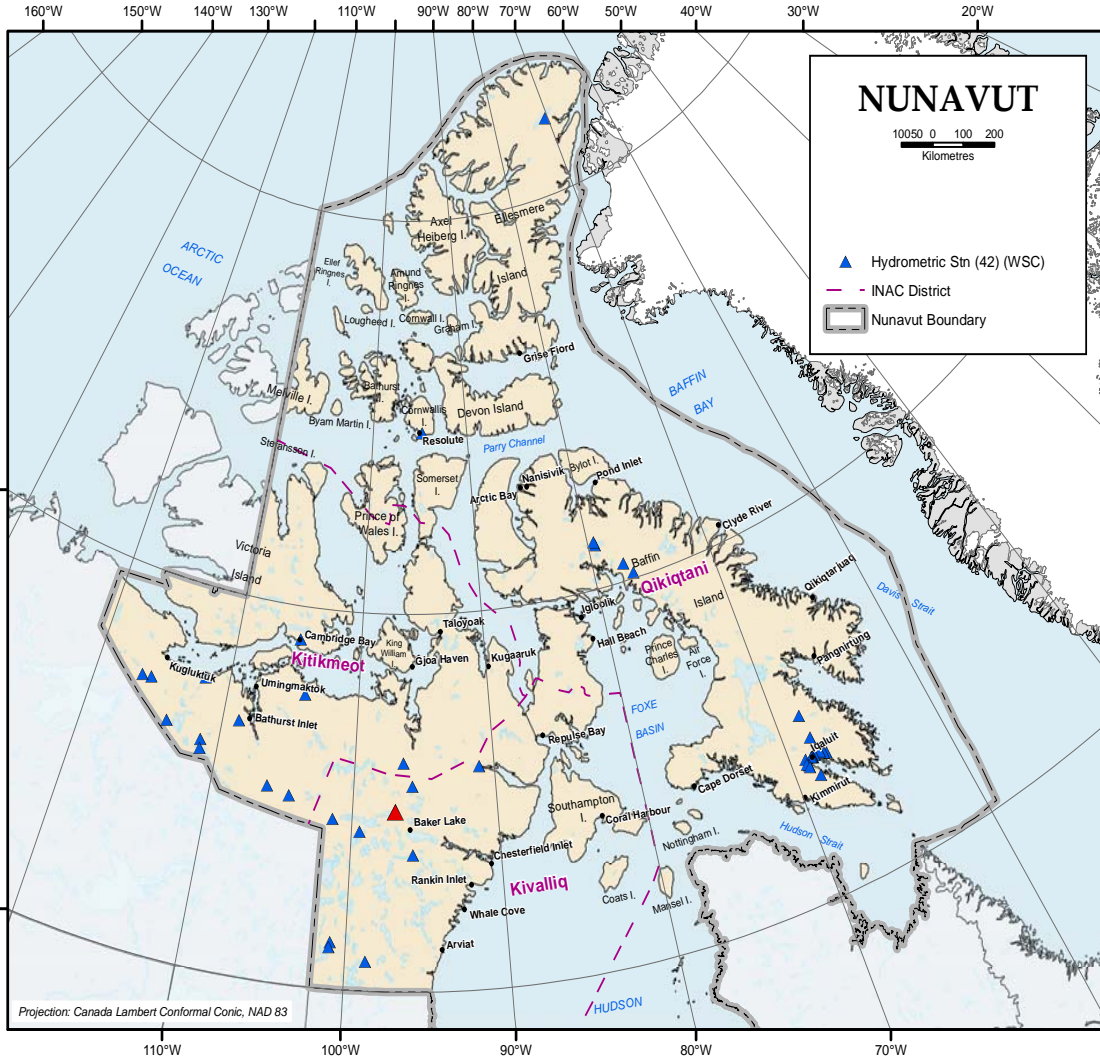 160°W 150°W 140°W 130°W 110°W 100°W 90°W 80°W 70°W 60°W 50°W 40°W 30°W 20°W
NUNAVUT
10050 0 100 200
Kilometres
Hydrometric Stn (42) (WSC)
INAC District
Nunavut Boundary
ARCTIC
OCEAN
Axel
Heiberg I.
Ellesmere
Island
Ellef
Ringnes
I.
Amund
Ringnes
I.
Lougheed I.
Cornwall I.
Graham I.
Grise Fiord
BAFFIN
BAY
Melville I.
Bathurst
I.
Byam Martin I.
Cornwallis
I.
Devon Island
Resolute
Parry Channel
Stefansson I.
Somerset
I.
Nanisivik
Arctic Bay
Bylot I.
Pond Inlet
Prince of
Wales I.
Clyde River
Victoria
Island
Baffin
Island
Qikiqtani
Qikiqtarjuaq
Davis Strait
Igloolik
Hall Beach
Taloyoak
Cambridge Bay
King
William
I.
Kitikmeot
Gjoa Haven
Kugaaruk
Prince
Charles
I.
Air
Force
I.
Pangnirtung
Kugluktuk
Umingmaktok
Bathurst Inlet
FOXE
BASIN
Repulse Bay
Iqaluit
Cape Dorset
Kimmirut
Southampton
I.
Coral Harbour
Baker Lake
Nottingham I.
Hudson Strait
Chesterfield Inlet
Rankin Inlet
Kivalliq
Coats I.
Mansel I.
Whale Cove
Arviat
HUDSON
Projection: Canada Lambert Conformal Conic, NAD 83
110°W 100°W 90°W 80°W 70°W